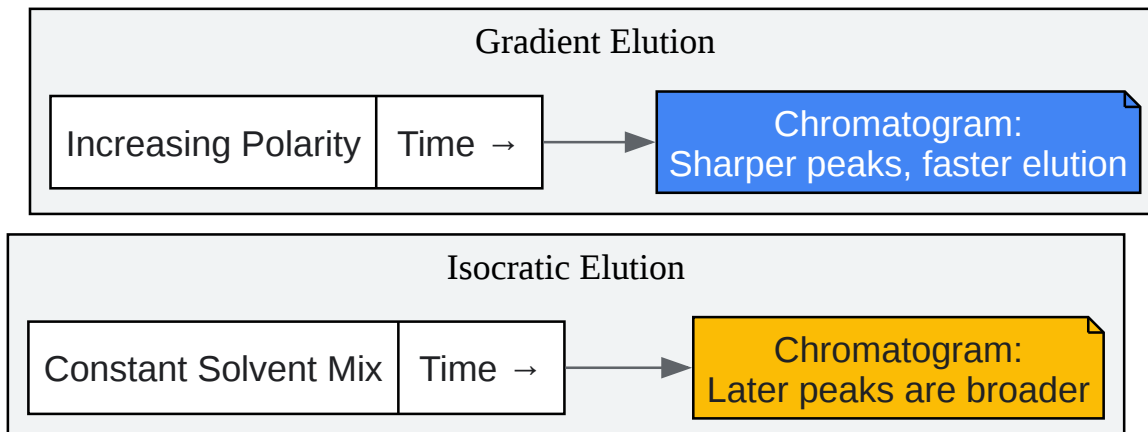 Gradient Elution
Increasing Polarity
Time →
Chromatogram:
Sharper peaks, faster elution
Isocratic Elution
Constant Solvent Mix
Time →
Chromatogram:
Later peaks are broader